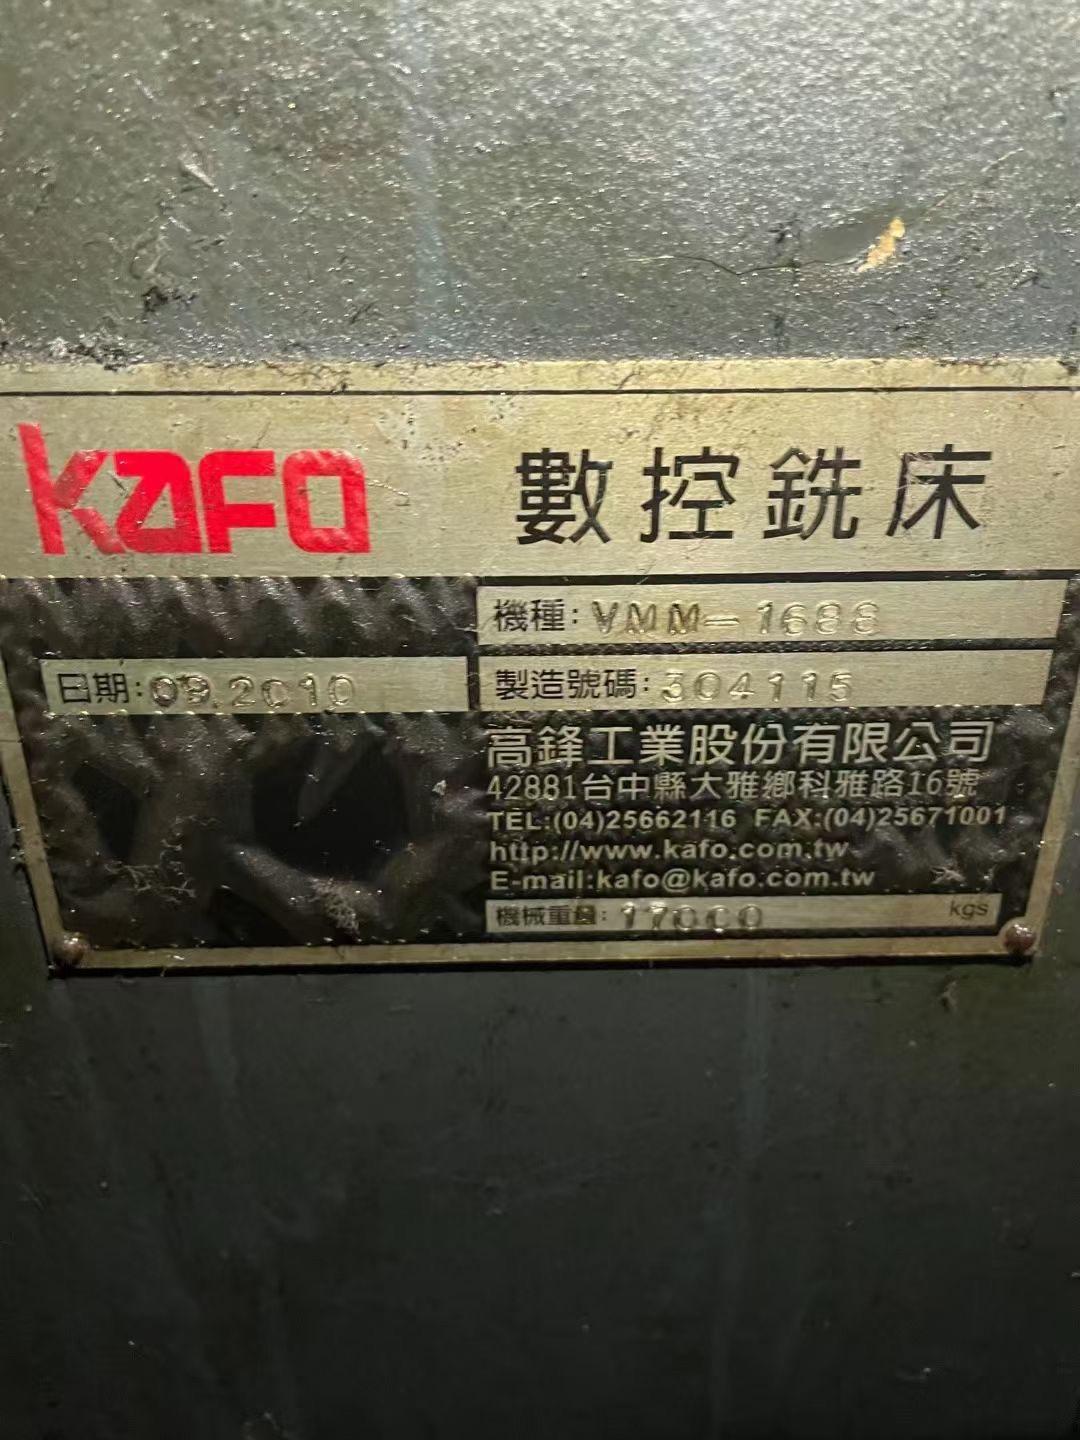 KAFO 數控銑床
機種: VMM-1688
日期: 09.2010
製造號碼: 304115
高鋒工業股份有限公司
42881台中縣大雅鄉科雅路16號
TEL:(04)25662116 FAX:(04)25671001
http://www.kafo.com.tw
E-mail:kafo@kafo.com.tw
機械重量: 17000 kgs